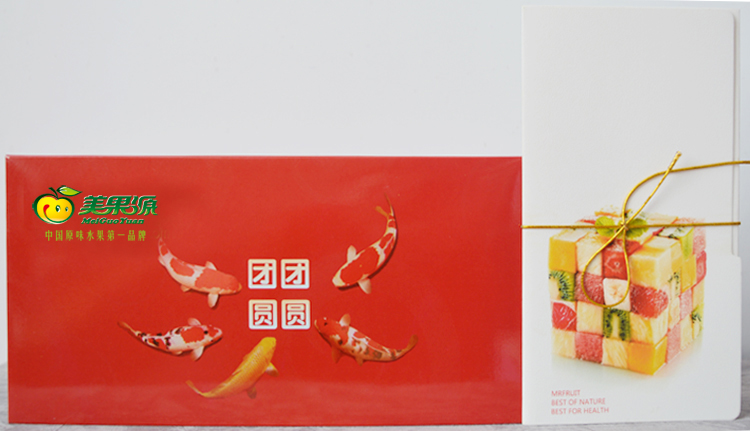 美果源
MeiGuoYuan
中国原味水果第一品牌
团团
圆圆
MRFRUIT
BEST OF NATURE
BEST FOR HEALTH